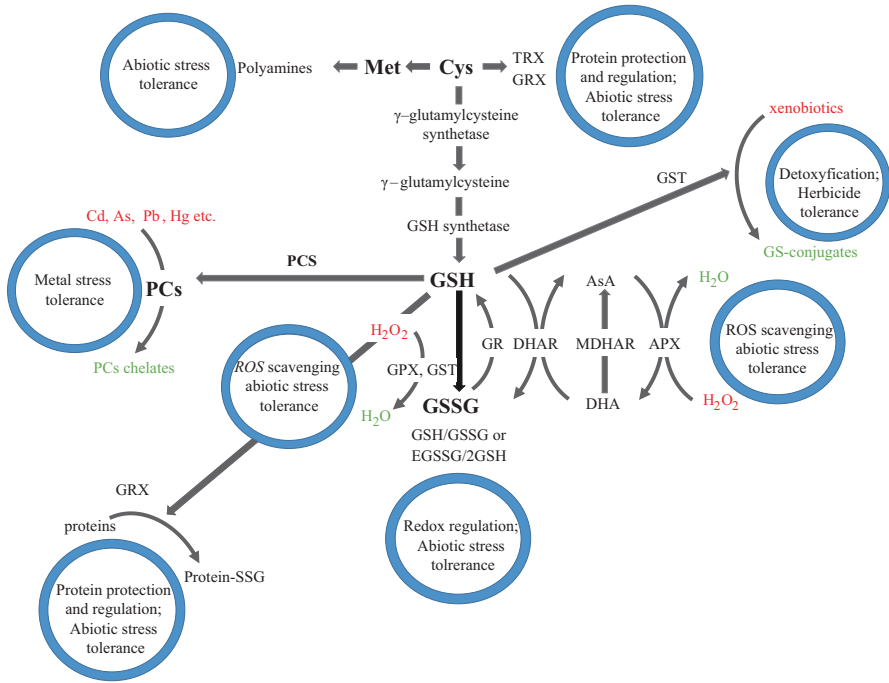 Abiotic stress
tolerance
Polyamines
Met
Cys
TRX
GRX
Protein protection
and regulation;
Abiotic stress
tolerance
γ−glutamylcysteine
synthetase
γ−glutamylcysteine
GSH synthetase
xenobiotics
GST
Detoxyfication;
Herbicide
tolerance
GS-conjugates
Cd, As, Pb, Hg etc.
Metal stress
tolerance
PCs
PCS
GSH
PCs chelates
AsA
H2O
H2O2
ROS scavenging
abiotic stress
tolerance
GPX, GST
H2O
GR
DHAR
MDHAR
APX
ROS scavenging
abiotic stress
tolerance
GSSG
DHA
H2O2
GSH/GSSG or
EGSSG/2GSH
GRX
proteins
Protein-SSG
Redox regulation;
Abiotic stress
tolrerance
Protein protection
and regulation;
Abiotic stress
tolerance